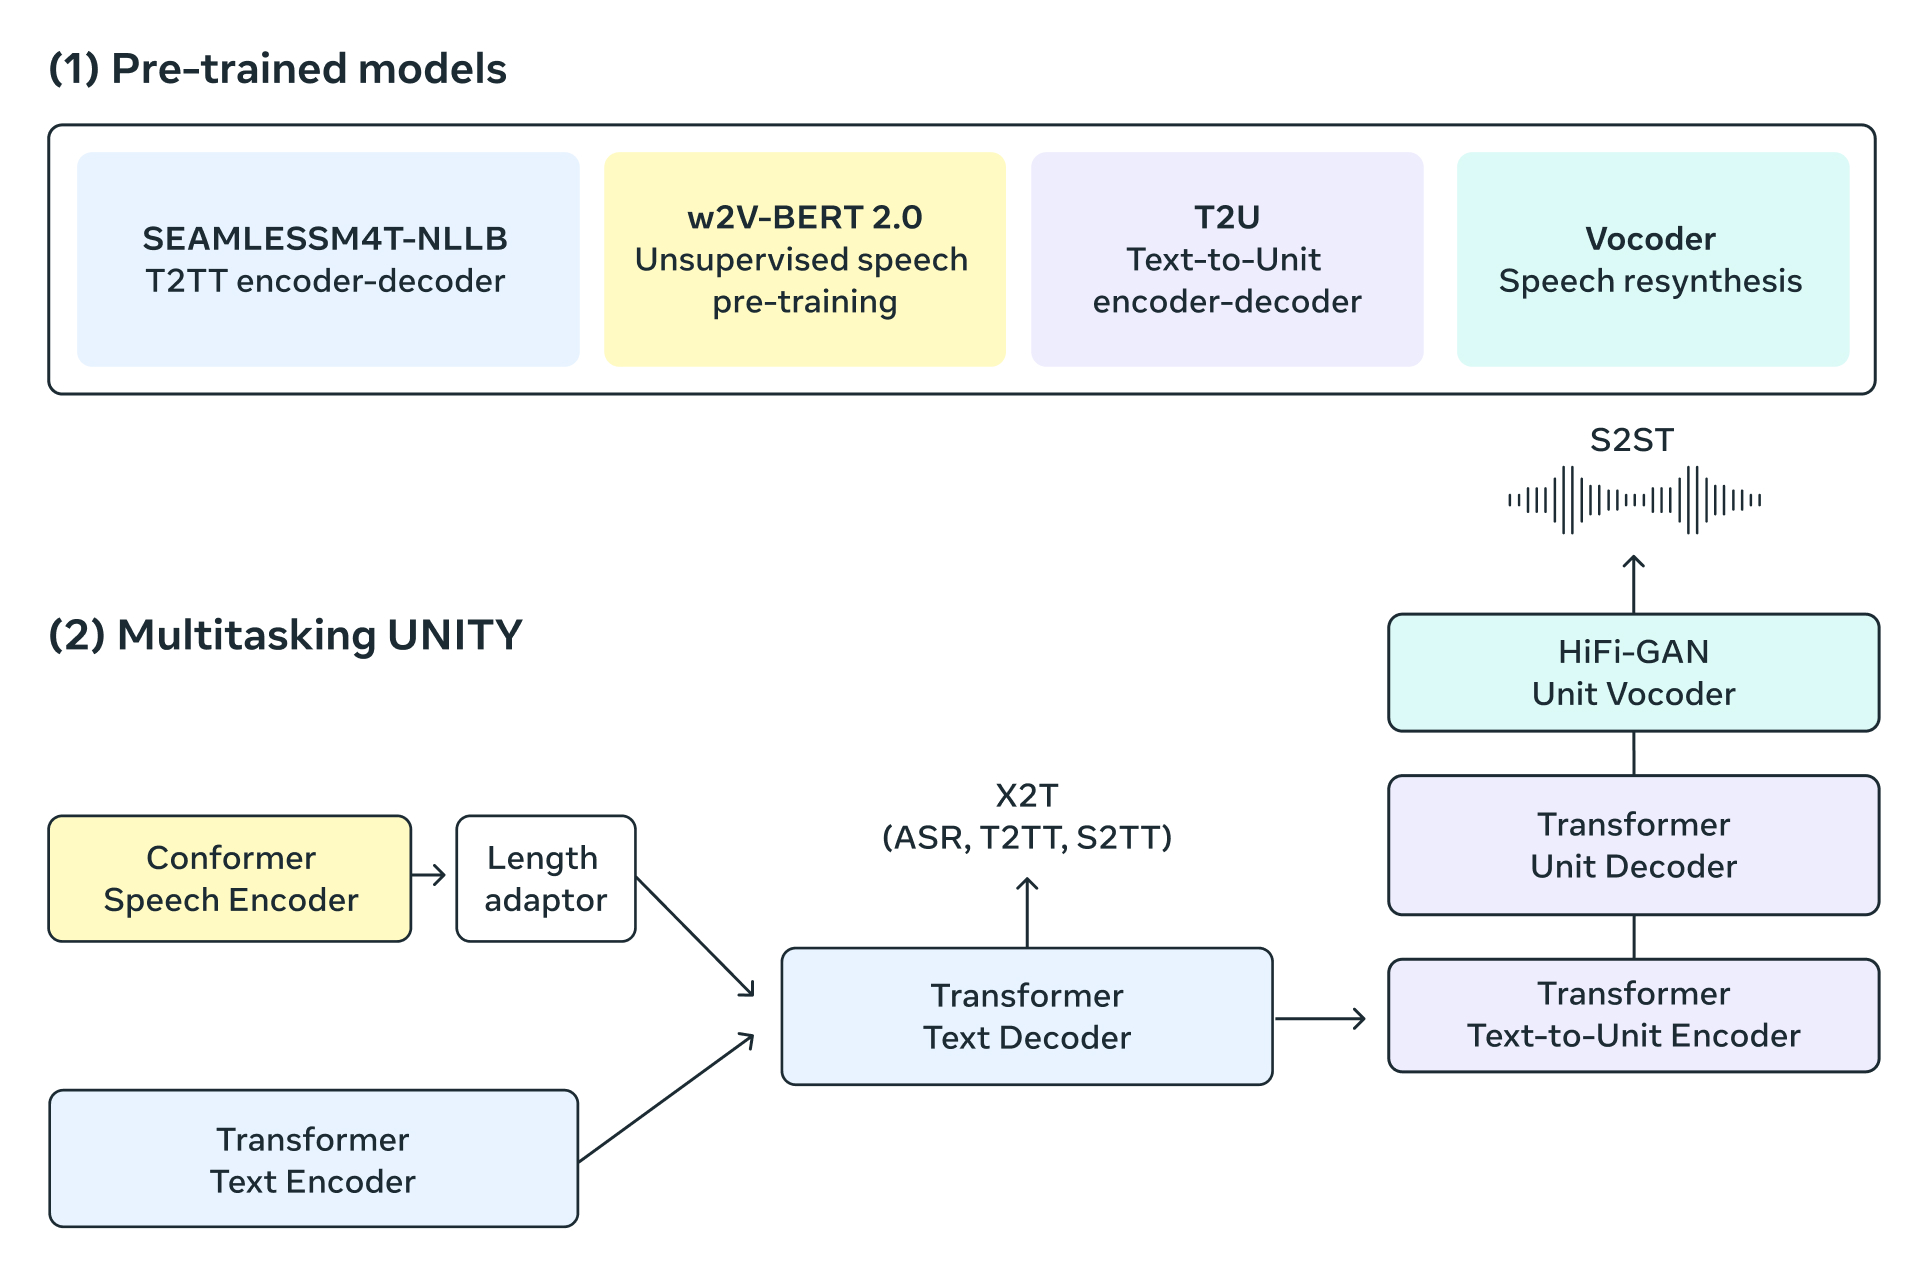 (1) Pre-trained models
SEAMLESSM4T-NLLB
T2TT encoder-decoder
w2V-BERT 2.0
Unsupervised speech
pre-training
T2U
Text-to-Unit
encoder-decoder
Vocoder
Speech resynthesis
S2ST
(2) Multitasking UNITY
HiFi-GAN
Unit Vocoder
Transformer
Unit Decoder
Transformer
Text-to-Unit Encoder
X2T
(ASR, T2TT, S2TT)
Conformer
Speech Encoder
Length
adaptor
Transformer
Text Decoder
Transformer
Text Encoder